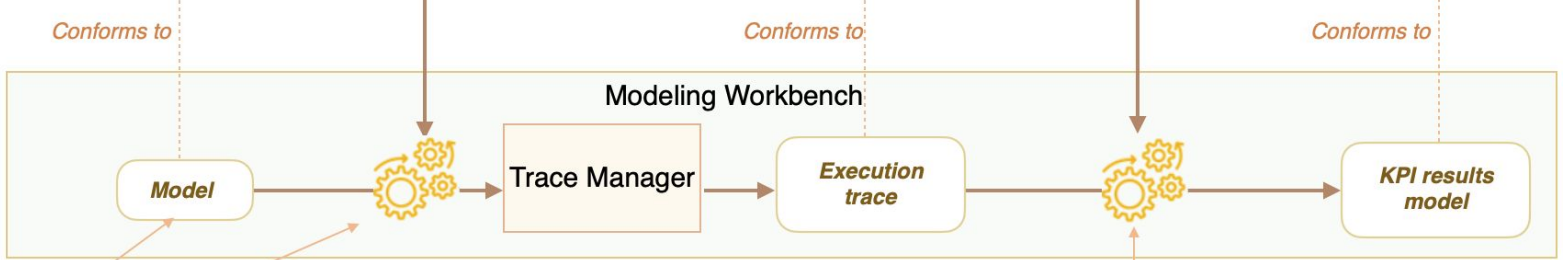 Conforms to
Conforms to
Conforms to
Modeling Workbench
Model
Trace Manager
Execution
trace
KPI results
model